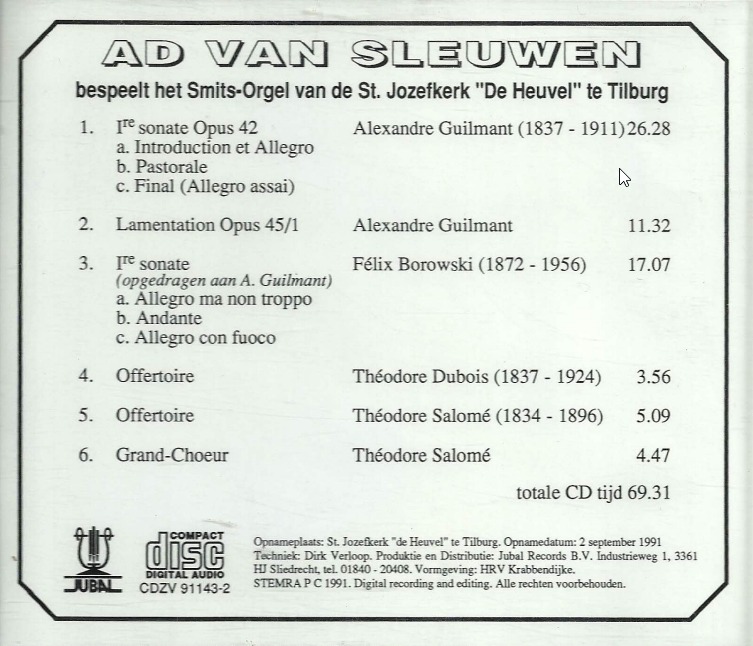 AD VAN SLEUWEN
bespeelt het Smits-Orgel van de St. Jozefkerk "De Heuvel" te Tilburg
1. Ire sonate Opus 42 Alexandre Guilmant (1837 - 1911) 26.28
a. Introduction et Allegro
b. Pastorale
c. Final (Allegro assai)
2. Lamentation Opus 45/1 Alexandre Guilmant 11.32
3. Ire sonate Félix Borowski (1872 - 1956) 17.07
(opgedragen aan A. Guilmant)
a. Allegro ma non troppo
b. Andante
c. Allegro con fuoco
4. Offertoire Théodore Dubois (1837 - 1924) 3.56
5. Offertoire Théodore Salomé (1834 - 1896) 5.09
6. Grand-Choeur Théodore Salomé 4.47
totale CD tijd 69.31
JUBAL
COMPACT
disc
DIGITAL AUDIO
CDZV 91143-2
Opnameplaats: St. Jozefkerk "de Heuvel" te Tilburg. Opnamedatum: 2 september 1991
Techniek: Dirk Verloop. Produktie en Distributie: Jubal Records B.V. Industrieweg 1, 3361
HJ Sliedrecht, tel. 01840 - 20408. Vormgeving: HRV Krabbendijke.
STEMRA P C 1991. Digital recording and editing. Alle rechten voorbehouden.